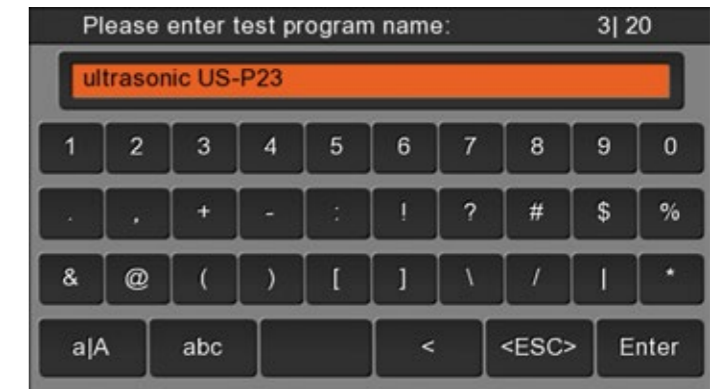 Please enter test program name: 3| 20
ultrasonic US-P23
1 2 3 4 5 6 7 8 9 0
. , + - : ! ? # $ %
& @ ( ) [ ] \ / | *
a|A abc < <ESC> Enter